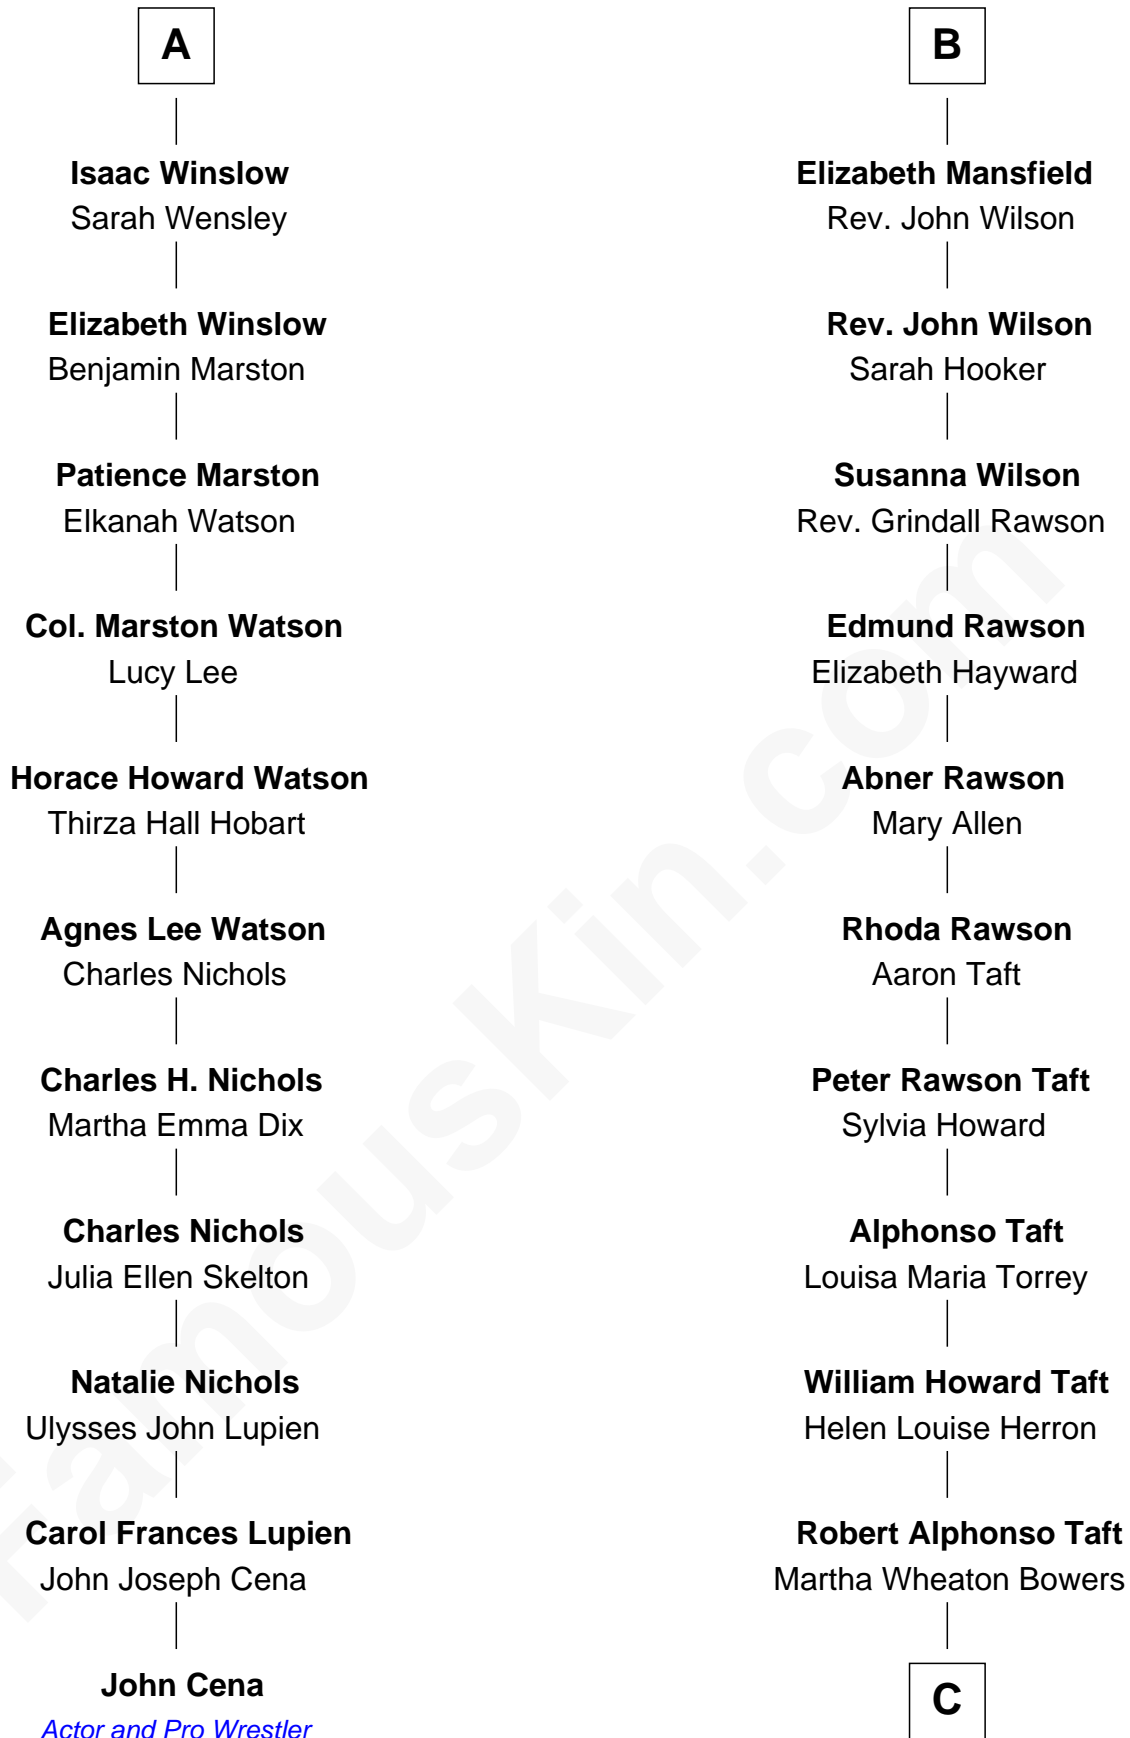 A
Isaac Winslow
Sarah Wensley
Elizabeth Winslow
Benjamin Marston
Patience Marston
Elkanah Watson
Col. Marston Watson
Lucy Lee
Horace Howard Watson
Thirza Hall Hobart
Agnes Lee Watson
Charles Nichols
Charles H. Nichols
Martha Emma Dix
Charles Nichols
Julia Ellen Skelton
Natalie Nichols
Ulysses John Lupien
Carol Frances Lupien
John Joseph Cena
John Cena
Actor and Pro Wrestler
B
Elizabeth Mansfield
Rev. John Wilson
Rev. John Wilson
Sarah Hooker
Susanna Wilson
Rev. Grindall Rawson
Edmund Rawson
Elizabeth Hayward
Abner Rawson
Mary Allen
Rhoda Rawson
Aaron Taft
Peter Rawson Taft
Sylvia Howard
Alphonso Taft
Louisa Maria Torrey
William Howard Taft
Helen Louise Herron
Robert Alphonso Taft
Martha Wheaton Bowers
C
FamousKin.com